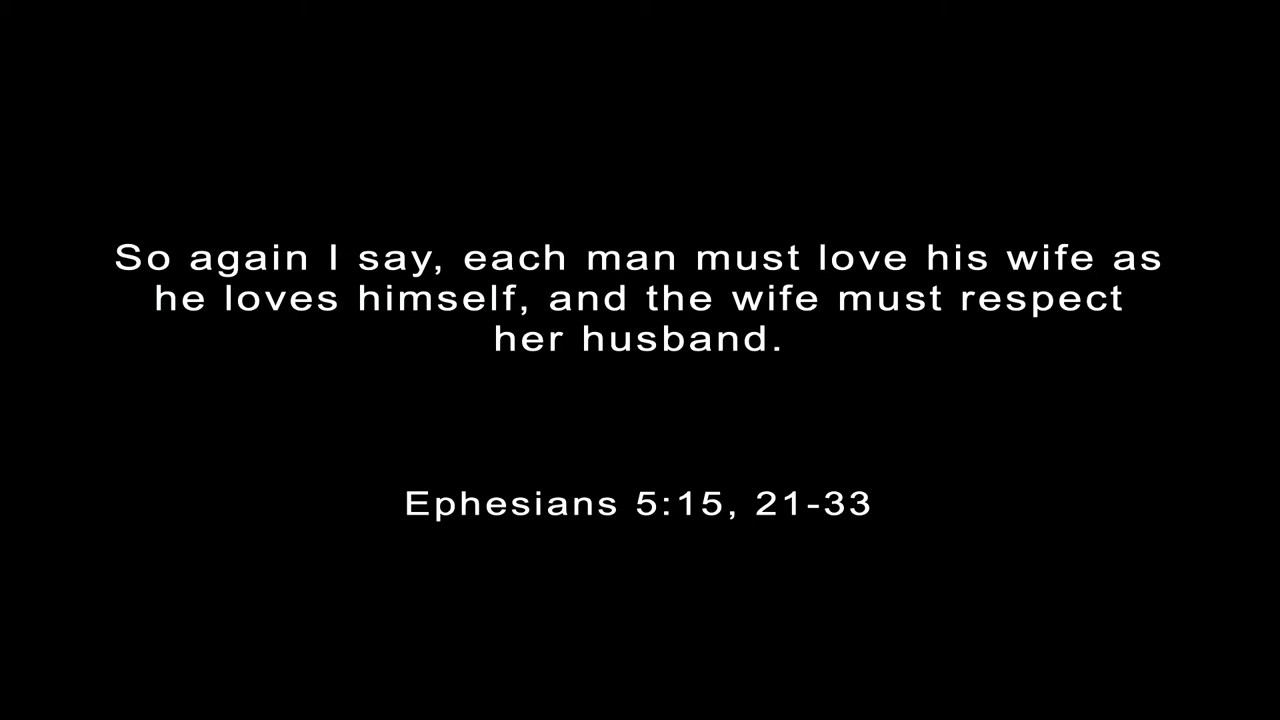 So again I say, each man must love his wife as
he loves himself, and the wife must respect
her husband.
Ephesians 5:15, 21-33